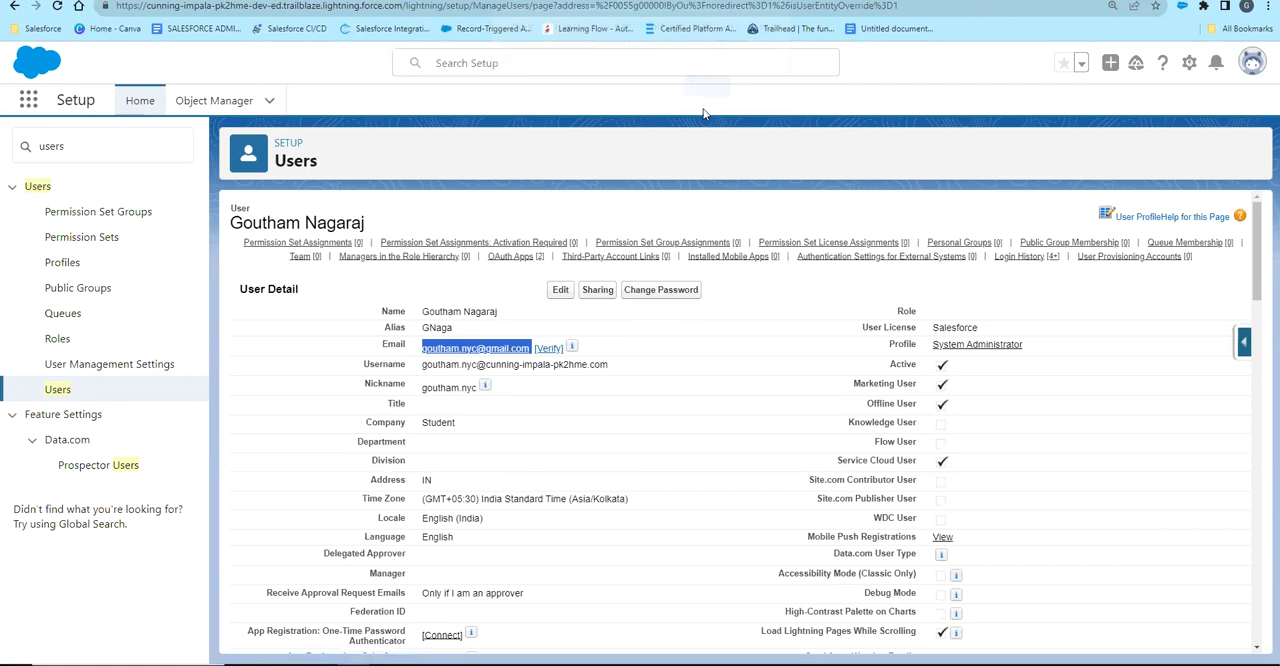 https://cunning-impala-pk2hme-dev-ed.trailblaze.lightning.force.com/lightning/setup/ManageUsers/page?address=%2F0055g00000IByOu%3Fnoredirect%3D1%26isUserEntityOverride%3D1
Salesforce Home - Canva SALESFORCE ADMI... Salesforce CI/CD Salesforce Integrati... Record-Triggered A... Learning Flow - Aut... Certified Platform A... Trailhead | The fun... Untitled document... All Bookmarks
Search Setup
Setup Home Object Manager
users
SETUP
Users
Users
Permission Set Groups
Permission Sets
Profiles
Public Groups
Queues
Roles
User Management Settings
Users
Feature Settings
Data.com
Prospector Users
Didn't find what you're looking for?
Try using Global Search.
User
Goutham Nagaraj
User Profile Help for this Page
Permission Set Assignments [0] | Permission Set Assignments: Activation Required [0] | Permission Set Group Assignments [0] | Permission Set License Assignments [0] | Personal Groups [0] | Public Group Membership [0] | Queue Membership [0] |
Team [0] | Managers in the Role Hierarchy [0] | OAuth Apps [2] | Third-Party Account Links [0] | Installed Mobile Apps [0] | Authentication Settings for External Systems [0] | Login History [4+] | User Provisioning Accounts [0]
User Detail Edit Sharing Change Password
Name Goutham Nagaraj Role
Alias GNaga User License Salesforce
Email goutham.nyc@gmail.com [Verify] i Profile System Administrator
Username goutham.nyc@cunning-impala-pk2hme.com Active
Nickname goutham.nyc i Marketing User
Title Offline User
Company Student Knowledge User
Department Flow User
Division Service Cloud User
Address IN Site.com Contributor User
Time Zone (GMT+05:30) India Standard Time (Asia/Kolkata) Site.com Publisher User
Locale English (India) WDC User
Language English Mobile Push Registrations View
Delegated Approver Data.com User Type i
Manager Accessibility Mode (Classic Only) i
Receive Approval Request Emails Only if I am an approver Debug Mode i
Federation ID High-Contrast Palette on Charts i
App Registration: One-Time Password Authenticator [Connect] i Load Lightning Pages While Scrolling i